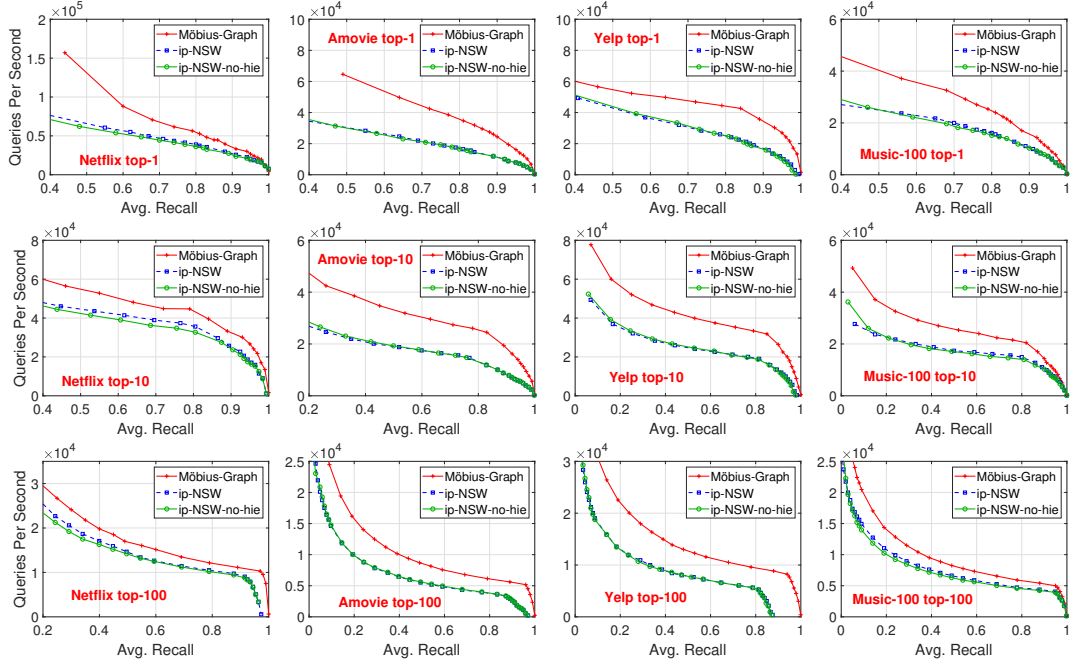 ×10^5
Queries Per Second
2
1.5
1
0.5
0
0.4 0.5 0.6 0.7 0.8 0.9 1
Avg. Recall
Möbius-Graph
ip-NSW
ip-NSW-no-hie
Netflix top-1
×10^4
10
8
6
4
2
0
0.4 0.5 0.6 0.7 0.8 0.9 1
Avg. Recall
Amovie top-1
Möbius-Graph
ip-NSW
ip-NSW-no-hie
×10^4
10
8
6
4
2
0
0.4 0.5 0.6 0.7 0.8 0.9 1
Avg. Recall
Yelp top-1
Möbius-Graph
ip-NSW
ip-NSW-no-hie
×10^4
6
4
2
0
0.4 0.5 0.6 0.7 0.8 0.9 1
Avg. Recall
Möbius-Graph
ip-NSW
ip-NSW-no-hie
Music-100 top-1
×10^4
Queries Per Second
8
6
4
2
0
0.4 0.5 0.6 0.7 0.8 0.9 1
Avg. Recall
Möbius-Graph
ip-NSW
ip-NSW-no-hie
Netflix top-10
×10^4
6
4
2
0
0.2 0.4 0.6 0.8 1
Avg. Recall
Amovie top-10
Möbius-Graph
ip-NSW
ip-NSW-no-hie
×10^4
8
6
4
2
0
0 0.2 0.4 0.6 0.8 1
Avg. Recall
Möbius-Graph
ip-NSW
ip-NSW-no-hie
Yelp top-10
×10^4
6
4
2
0
0 0.2 0.4 0.6 0.8 1
Avg. Recall
Möbius-Graph
ip-NSW
ip-NSW-no-hie
Music-100 top-10
×10^4
Queries Per Second
3
2
1
0
0.2 0.4 0.6 0.8 1
Avg. Recall
Möbius-Graph
ip-NSW
ip-NSW-no-hie
Netflix top-100
×10^4
2.5
2
1.5
1
0.5
0
0 0.2 0.4 0.6 0.8 1
Avg. Recall
Möbius-Graph
ip-NSW
ip-NSW-no-hie
Amovie top-100
×10^4
3
2
1
0
0 0.2 0.4 0.6 0.8 1
Avg. Recall
Möbius-Graph
ip-NSW
ip-NSW-no-hie
Yelp top-100
×10^4
2.5
2
1.5
1
0.5
0
0 0.2 0.4 0.6 0.8 1
Avg. Recall
Möbius-Graph
ip-NSW
ip-NSW-no-hie
Music-100 top-100